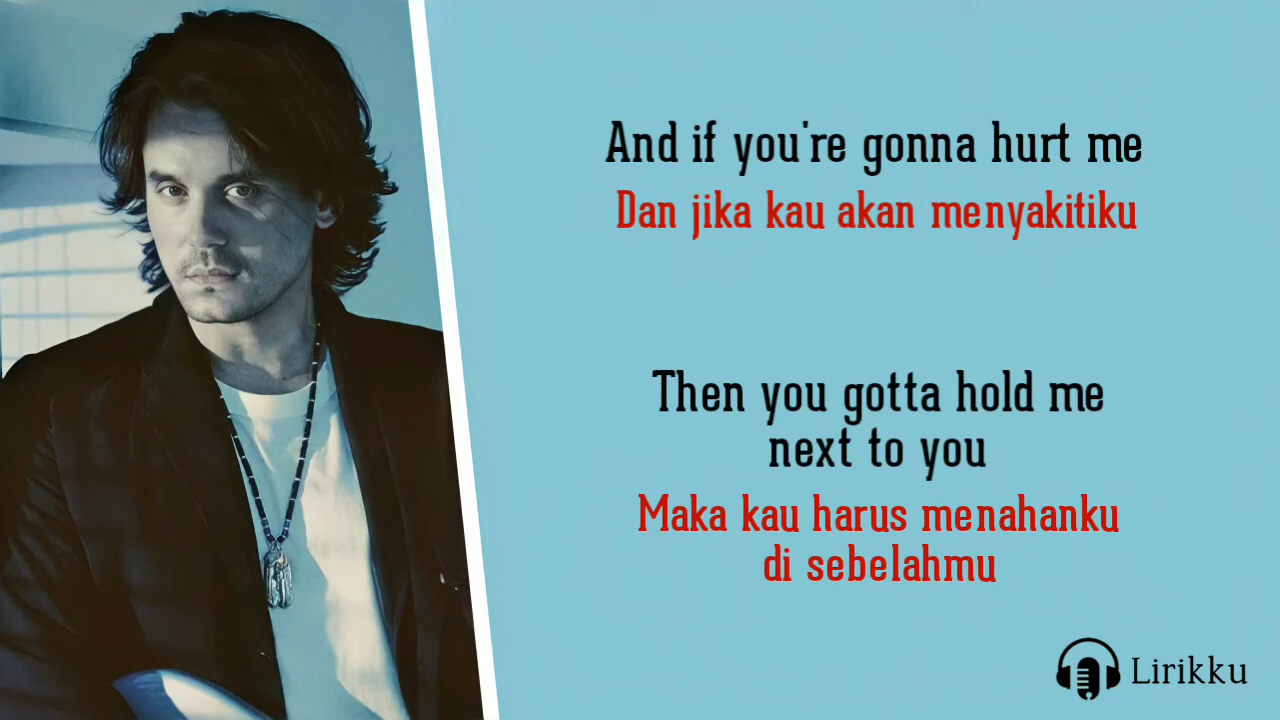 And if you're gonna hurt me
Dan jika kau akan menyakitiku
Then you gotta hold me
next to you
Maka kau harus menahanku
di sebelahmu
Lirikku